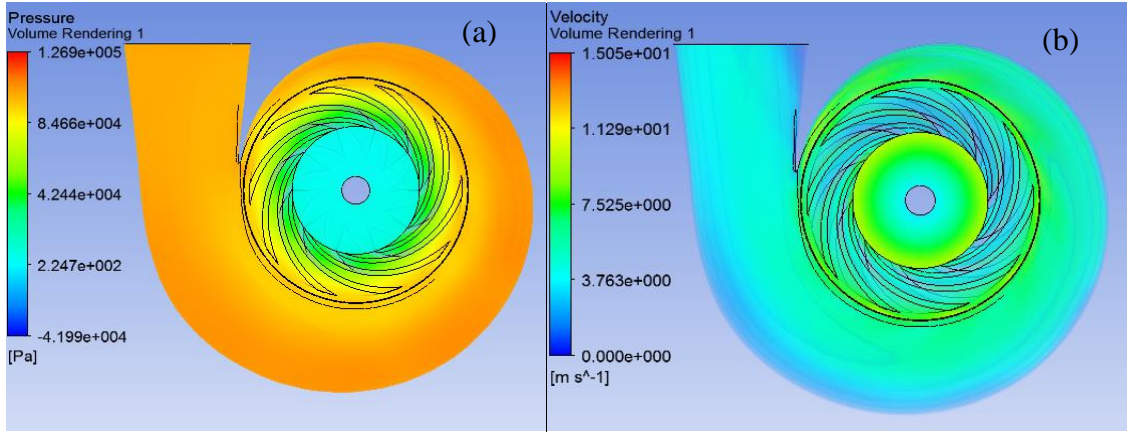 Pressure
Volume Rendering 1
(a)
1.269e+005
8.466e+004
4.244e+004
2.247e+002
-4.199e+004
[Pa]
Velocity
Volume Rendering 1
(b)
1.505e+001
1.129e+001
7.525e+000
3.763e+000
0.000e+000
[m s^-1]